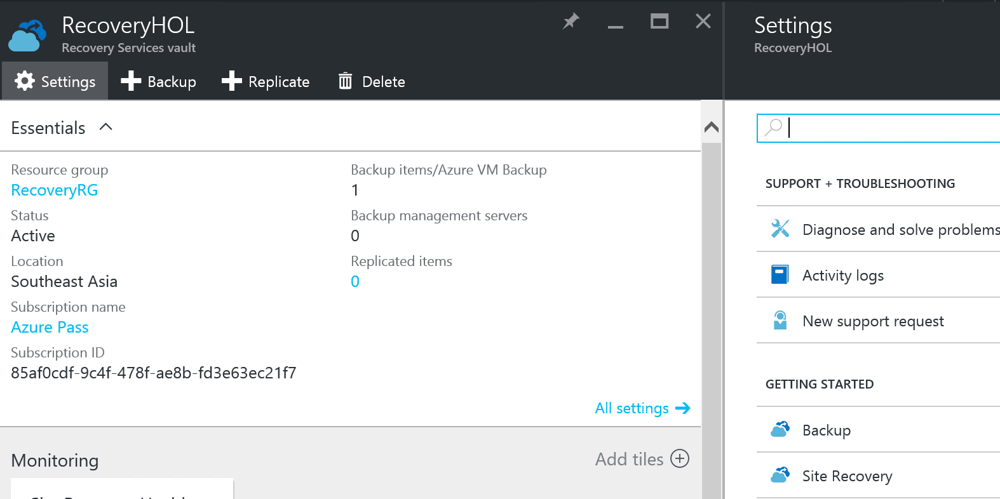 RecoveryHOL
Recovery Services vault
Settings
Backup
Replicate
Delete
Essentials
Resource group
RecoveryRG
Status
Active
Location
Southeast Asia
Subscription name
Azure Pass
Subscription ID
85af0cdf-9c4f-478f-ae8b-fd3e63ec21f7
Backup items/Azure VM Backup
1
Backup management servers
0
Replicated items
0
All settings
Monitoring
Add tiles
Settings
RecoveryHOL
SUPPORT + TROUBLESHOOTING
Diagnose and solve problems
Activity logs
New support request
GETTING STARTED
Backup
Site Recovery